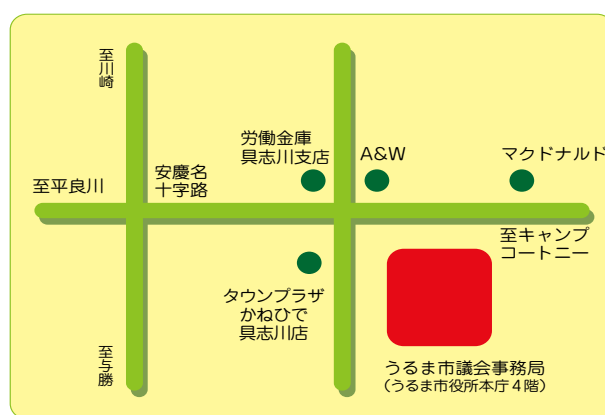 至川崎
労働金庫
具志川支店
A&W
マクドナルド
至平良川
安慶名
十字路
至キャンプ
コートニー
タウンプラザ
かねひで
具志川店
至与勝
うるま市議会事務局
（うるま市役所本庁４階）